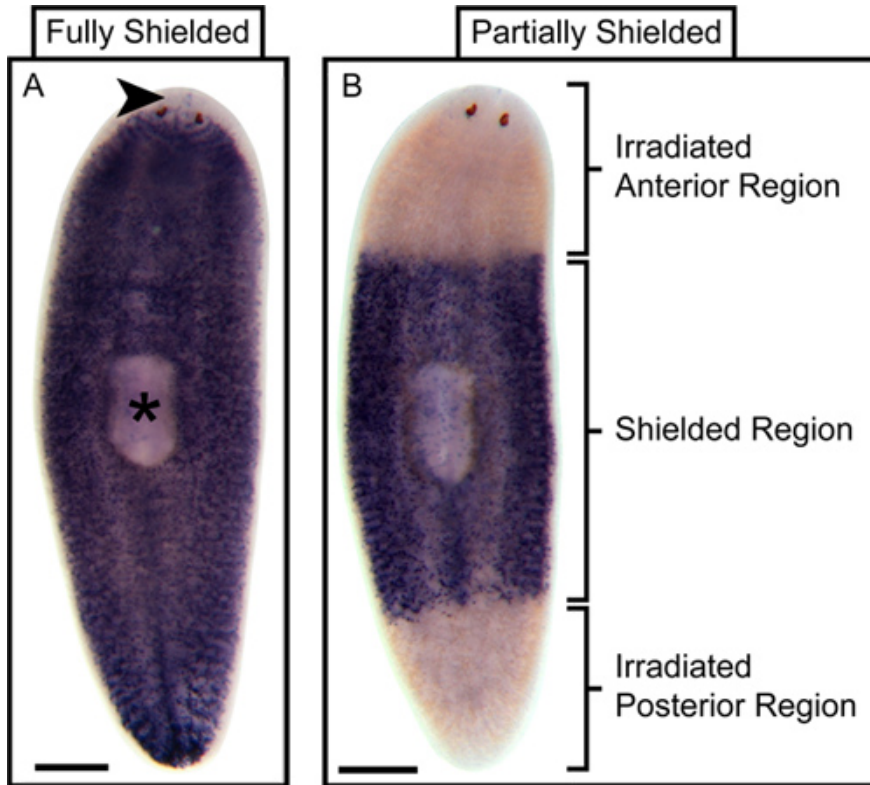 Fully Shielded
Partially Shielded
A
B
*
Irradiated
Anterior Region
Shielded Region
Irradiated
Posterior Region